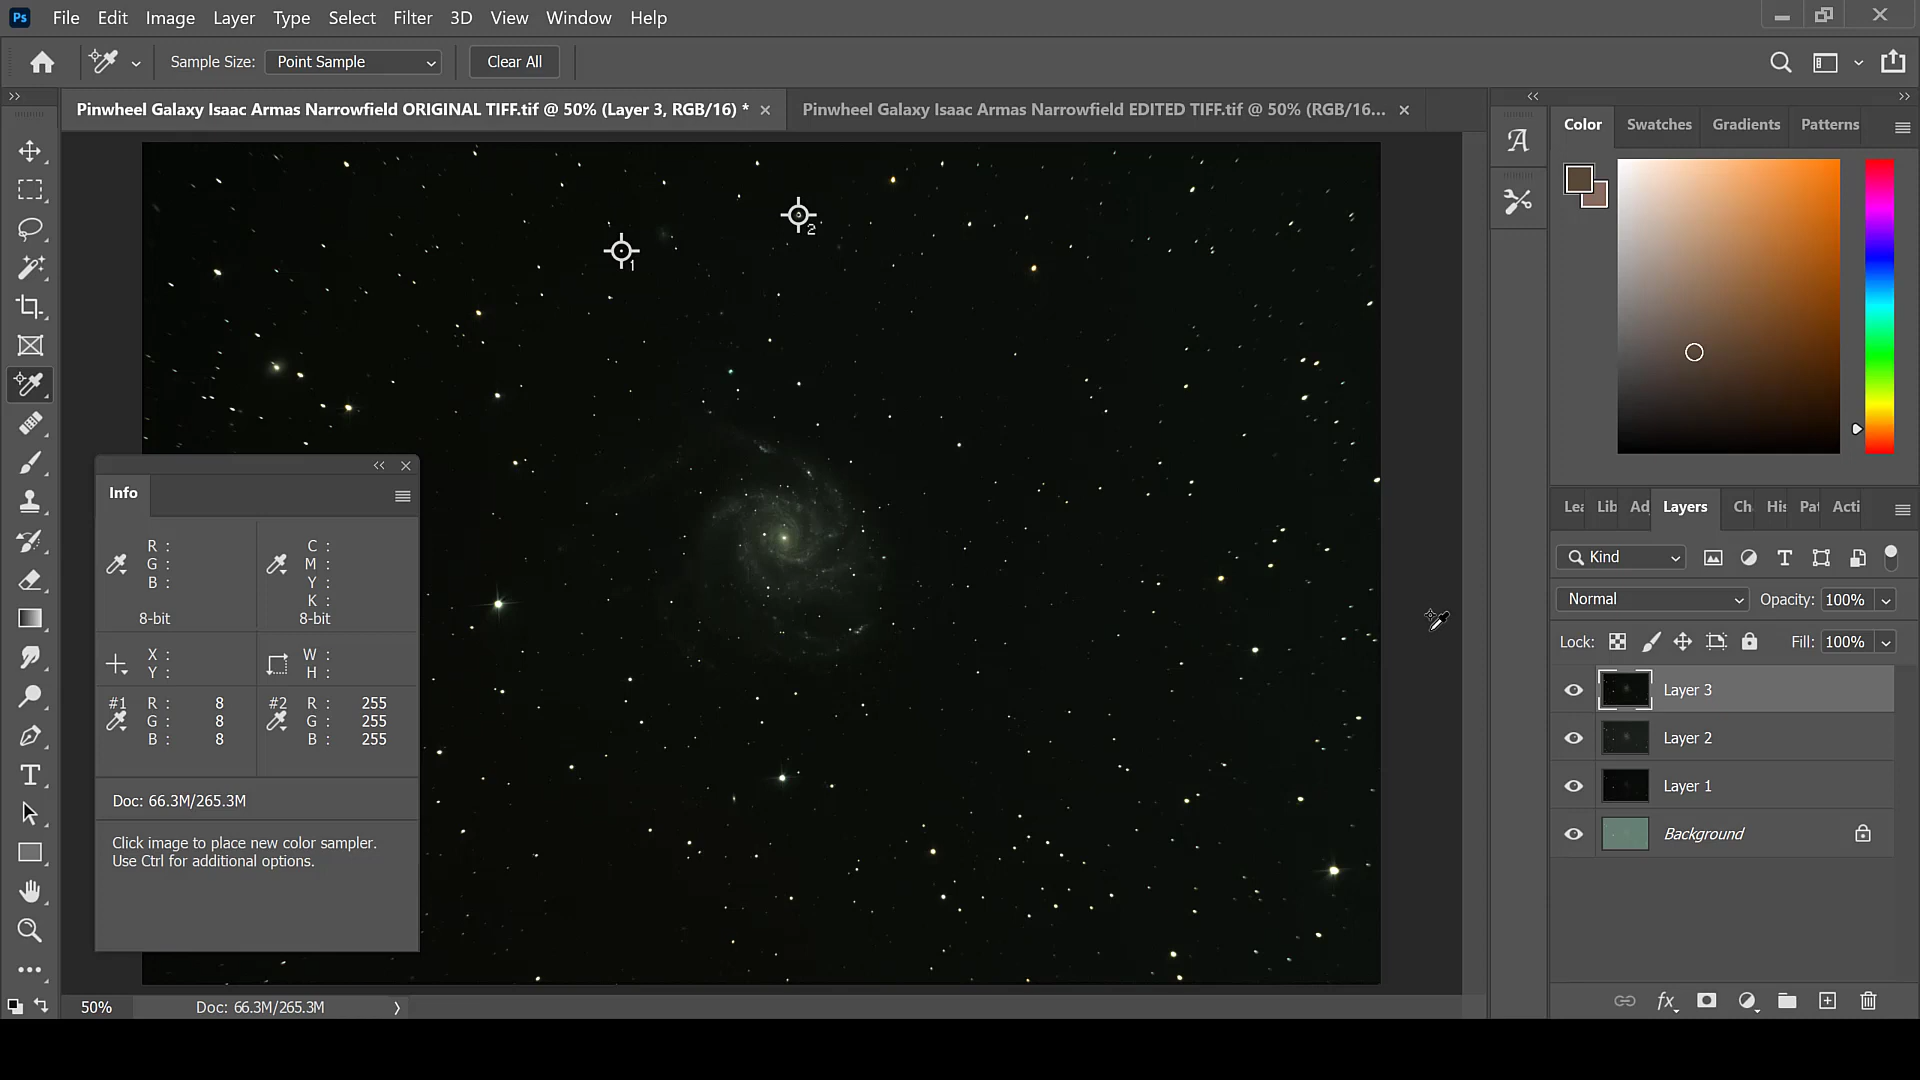 Ps File Edit Image Layer Type Select Filter 3D View Window Help
Sample Size: Point Sample Clear All
Pinwheel Galaxy Isaac Armas Narrowfield ORIGINAL TIFF.tif @ 50% (Layer 3, RGB/16) *
Pinwheel Galaxy Isaac Armas Narrowfield EDITED TIFF.tif @ 50% (RGB/16...
Color Swatches Gradients Patterns
2
1
Info
R :
G :
B :
8-bit
C :
M :
Y :
K :
8-bit
X :
Y :
W :
H :
#1 R : 8
G : 8
B : 8
#2 R : 255
G : 255
B : 255
Doc: 66.3M/265.3M
Click image to place new color sampler.
Use Ctrl for additional options.
Lea Lib Ad Layers Ch His Pat Acti
Kind
Normal Opacity: 100%
Lock: Fill: 100%
Layer 3
Layer 2
Layer 1
Background
fx
50% Doc: 66.3M/265.3M